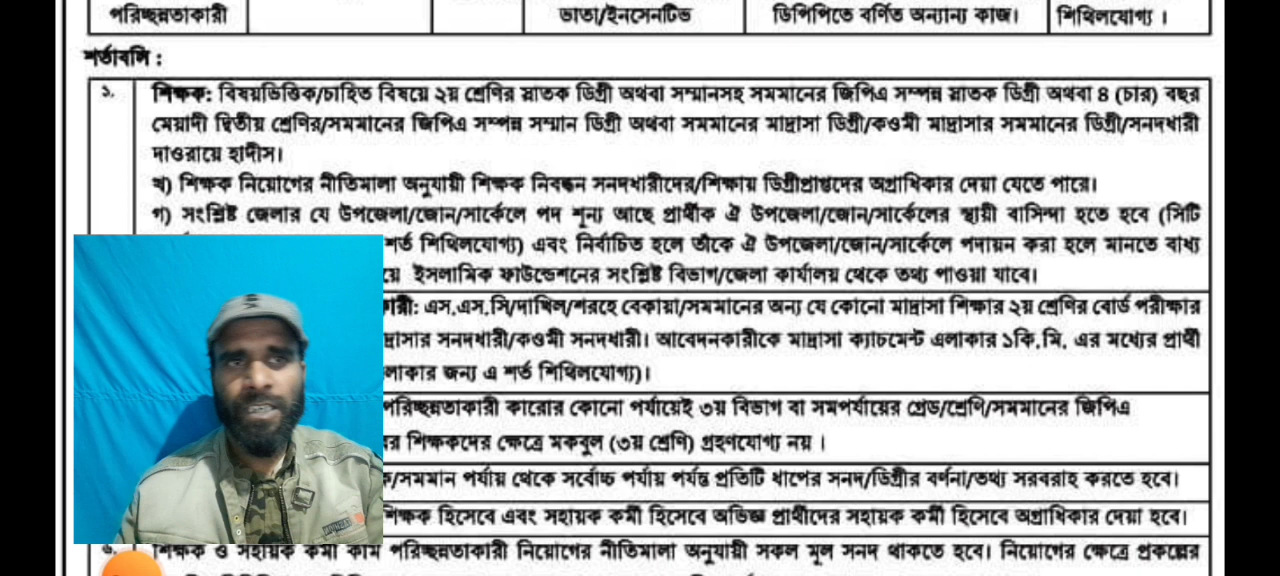 পরিচ্ছন্নতাকারী ভাতা/ইনসেনটিভ ডিপিপিতে বর্ণিত অন্যান্য কাজ। শিথিলযোগ্য ।
শর্তাবলি :
১. শিক্ষক: বিষয়ভিত্তিক/চাহিত বিষয়ে ২য় শ্রেণির স্নাতক ডিগ্রী অথবা সম্মানসহ সমমানের জিপিএ সম্পন্ন স্নাতক ডিগ্রী অথবা ৪ (চার) বছর
মেয়াদী দ্বিতীয় শ্রেণির/সমমানের জিপিএ সম্পন্ন সম্মান ডিগ্রী অথবা সমমানের মাদ্রাসা ডিগ্রী/কওমী মাদ্রাসার সমমানের ডিগ্রী/সনদধারী
দাওরায়ে হাদীস।
খ) শিক্ষক নিয়োগের নীতিমালা অনুযায়ী শিক্ষক নিবন্ধন সনদধারীদের/শিক্ষায় ডিগ্রীপ্রাপ্তদের অগ্রাধিকার দেয়া যেতে পারে।
গ) সংশ্লিষ্ট জেলার যে উপজেলা/জোন/সার্কেলে পদ শূন্য আছে প্রার্থীক ঐ উপজেলা/জোন/সার্কেলের স্থায়ী বাসিন্দা হতে হবে (সিটি
শর্ত শিথিলযোগ্য) এবং নির্বাচিত হলে তাঁকে ঐ উপজেলা/জোন/সার্কেলে পদায়ন করা হলে মানতে বাধ্য
য়ে ইসলামিক ফাউন্ডেশনের সংশ্লিষ্ট বিভাগ/জেলা কার্যালয় থেকে তথ্য পাওয়া যাবে।
কারী: এস.এস.সি/দাখিল/শরহে বেকায়া/সমমানের অন্য যে কোনো মাদ্রাসা শিক্ষার ২য় শ্রেণির বোর্ড পরীক্ষার
দ্রাসার সনদধারী/কওমী সনদধারী। আবেদনকারীকে মাদ্রাসা ক্যাচমেন্ট এলাকার ১কি.মি. এর মধ্যের প্রার্থী
লাকার জন্য এ শর্ত শিথিলযোগ্য)।
পরিচ্ছন্নতাকারী কারোর কোনো পর্যায়েই ৩য় বিভাগ বা সমপর্যায়ের গ্রেড/শ্রেণি/সমমানের জিপিএ
র শিক্ষকদের ক্ষেত্রে মকবুল (৩য় শ্রেণি) গ্রহণযোগ্য নয় ।
ক/সমমান পর্যায় থেকে সর্বোচ্চ পর্যায় পর্যন্ত প্রতিটি ধাপের সনদ/ডিগ্রীর বর্ণনা/তথ্য সরবরাহ করতে হবে।
শিক্ষক হিসেবে এবং সহায়ক কর্মী হিসেবে অভিজ্ঞ প্রার্থীদের সহায়ক কর্মী হিসেবে অগ্রাধিকার দেয়া হবে।
৬. শিক্ষক ও সহায়ক কর্মী কাম পরিচ্ছন্নতাকারী নিয়োগের নীতিমালা অনুযায়ী সকল মূল সনদ থাকতে হবে। নিয়োগের ক্ষেত্রে প্রকল্পের